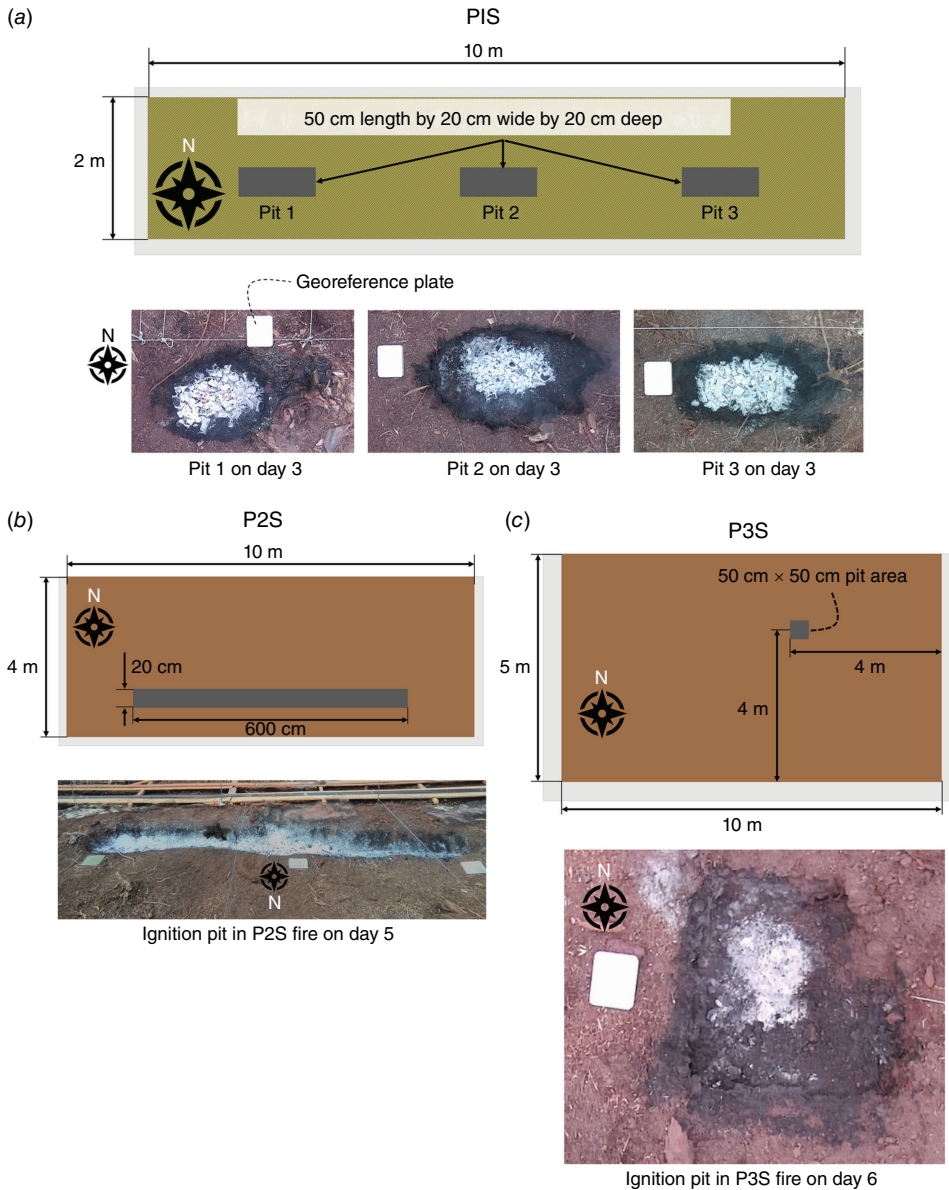 (a)
PIS
10 m
50 cm length by 20 cm wide by 20 cm deep
2 m
N
Pit 1
Pit 2
Pit 3
Georeference plate
N
Pit 1 on day 3
Pit 2 on day 3
Pit 3 on day 3
(b)
P2S
10 m
N
4 m
20 cm
600 cm
N
Ignition pit in P2S fire on day 5
(c)
P3S
50 cm × 50 cm pit area
5 m
4 m
N
4 m
10 m
N
Ignition pit in P3S fire on day 6